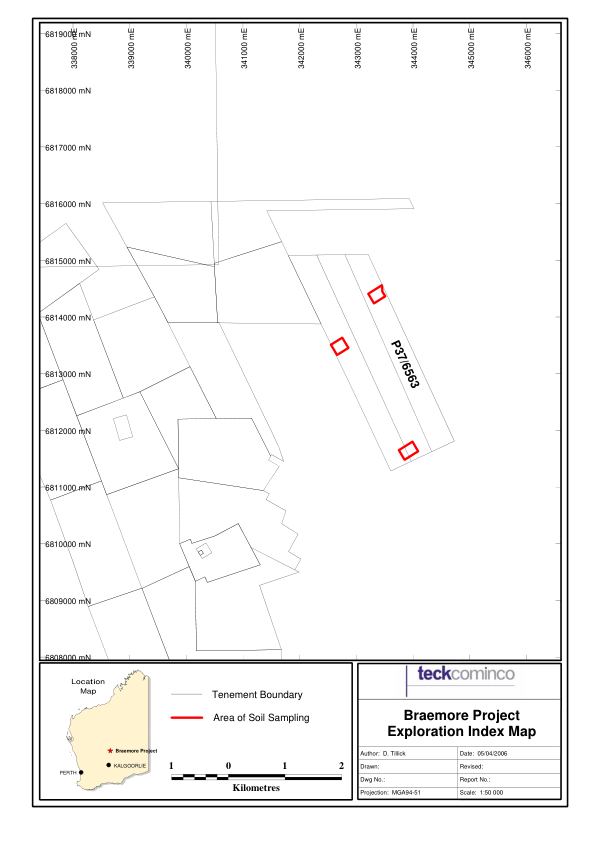 6819000 mN
338000 mE
339000 mE
340000 mE
341000 mE
342000 mE
343000 mE
344000 mE
345000 mE
346000 mE
6818000 mN
6817000 mN
6816000 mN
6815000 mN
6814000 mN
6813000 mN
6812000 mN
6811000 mN
6810000 mN
6809000 mN
6808000 mN
P37/6563
Location
Map
Braemore Project
KALGOORLIE
PERTH
Tenement Boundary
Area of Soil Sampling
1 0 1 2
Kilometres
teckcominco
Braemore Project
Exploration Index Map
Author: D. Tillick
Date: 05/04/2006
Drawn:
Revised:
Dwg No.:
Report No.:
Projection: MGA94-51
Scale: 1:50 000